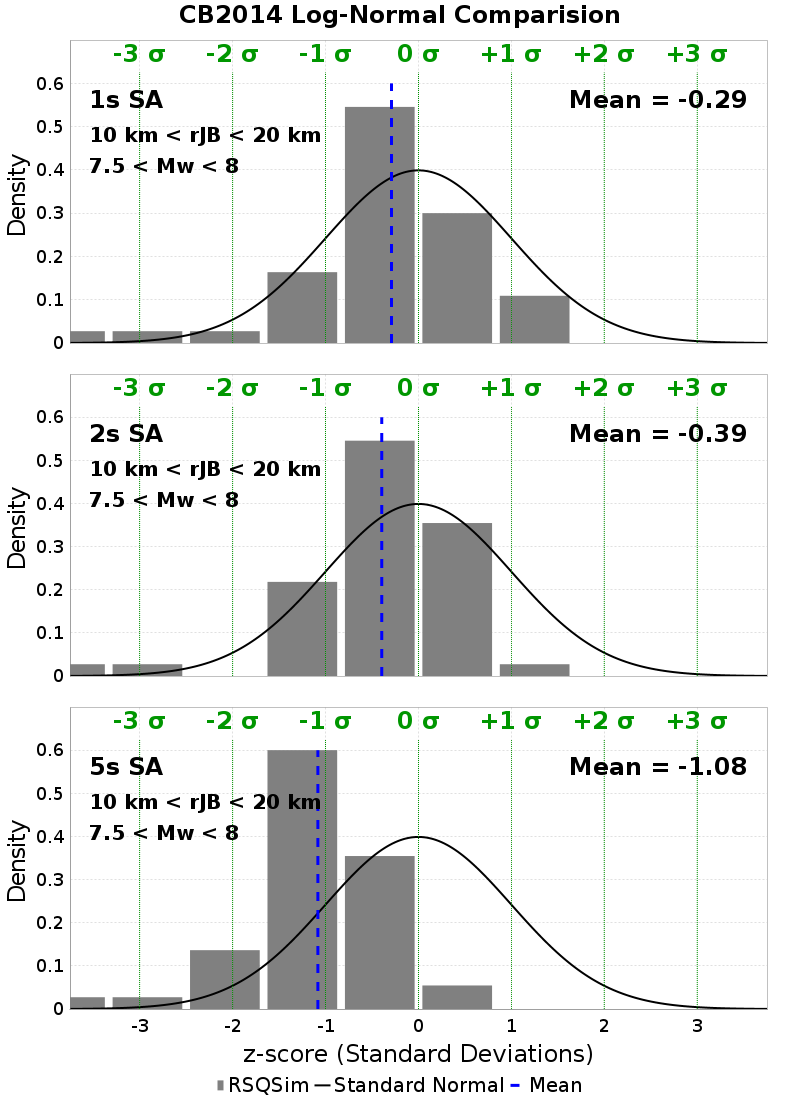 CB2014 Log-Normal Comparision
-3 σ -2 σ -1 σ 0 σ +1 σ +2 σ +3 σ
0.6
1s SA Mean = -0.29
0.5
10 km < rJB < 20 km
7.5 < Mw < 8
0.4
0.3
0.2
0.1
0
Density
-3 σ -2 σ -1 σ 0 σ +1 σ +2 σ +3 σ
0.6
2s SA Mean = -0.39
0.5
10 km < rJB < 20 km
7.5 < Mw < 8
0.4
0.3
0.2
0.1
0
Density
-3 σ -2 σ -1 σ 0 σ +1 σ +2 σ +3 σ
0.6
5s SA Mean = -1.08
0.5
10 km < rJB < 20 km
7.5 < Mw < 8
0.4
0.3
0.2
0.1
0
Density
-3 -2 -1 0 1 2 3
z-score (Standard Deviations)
RSQSim Standard Normal Mean